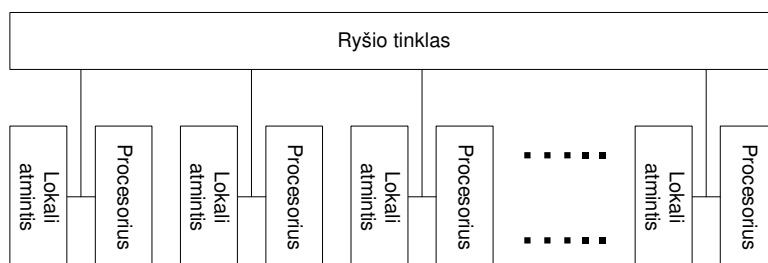 Ryšio tinklas
Lokali
atmintis
Procesorius
Lokali
atmintis
Procesorius
Lokali
atmintis
Procesorius
Lokali
atmintis
Procesorius